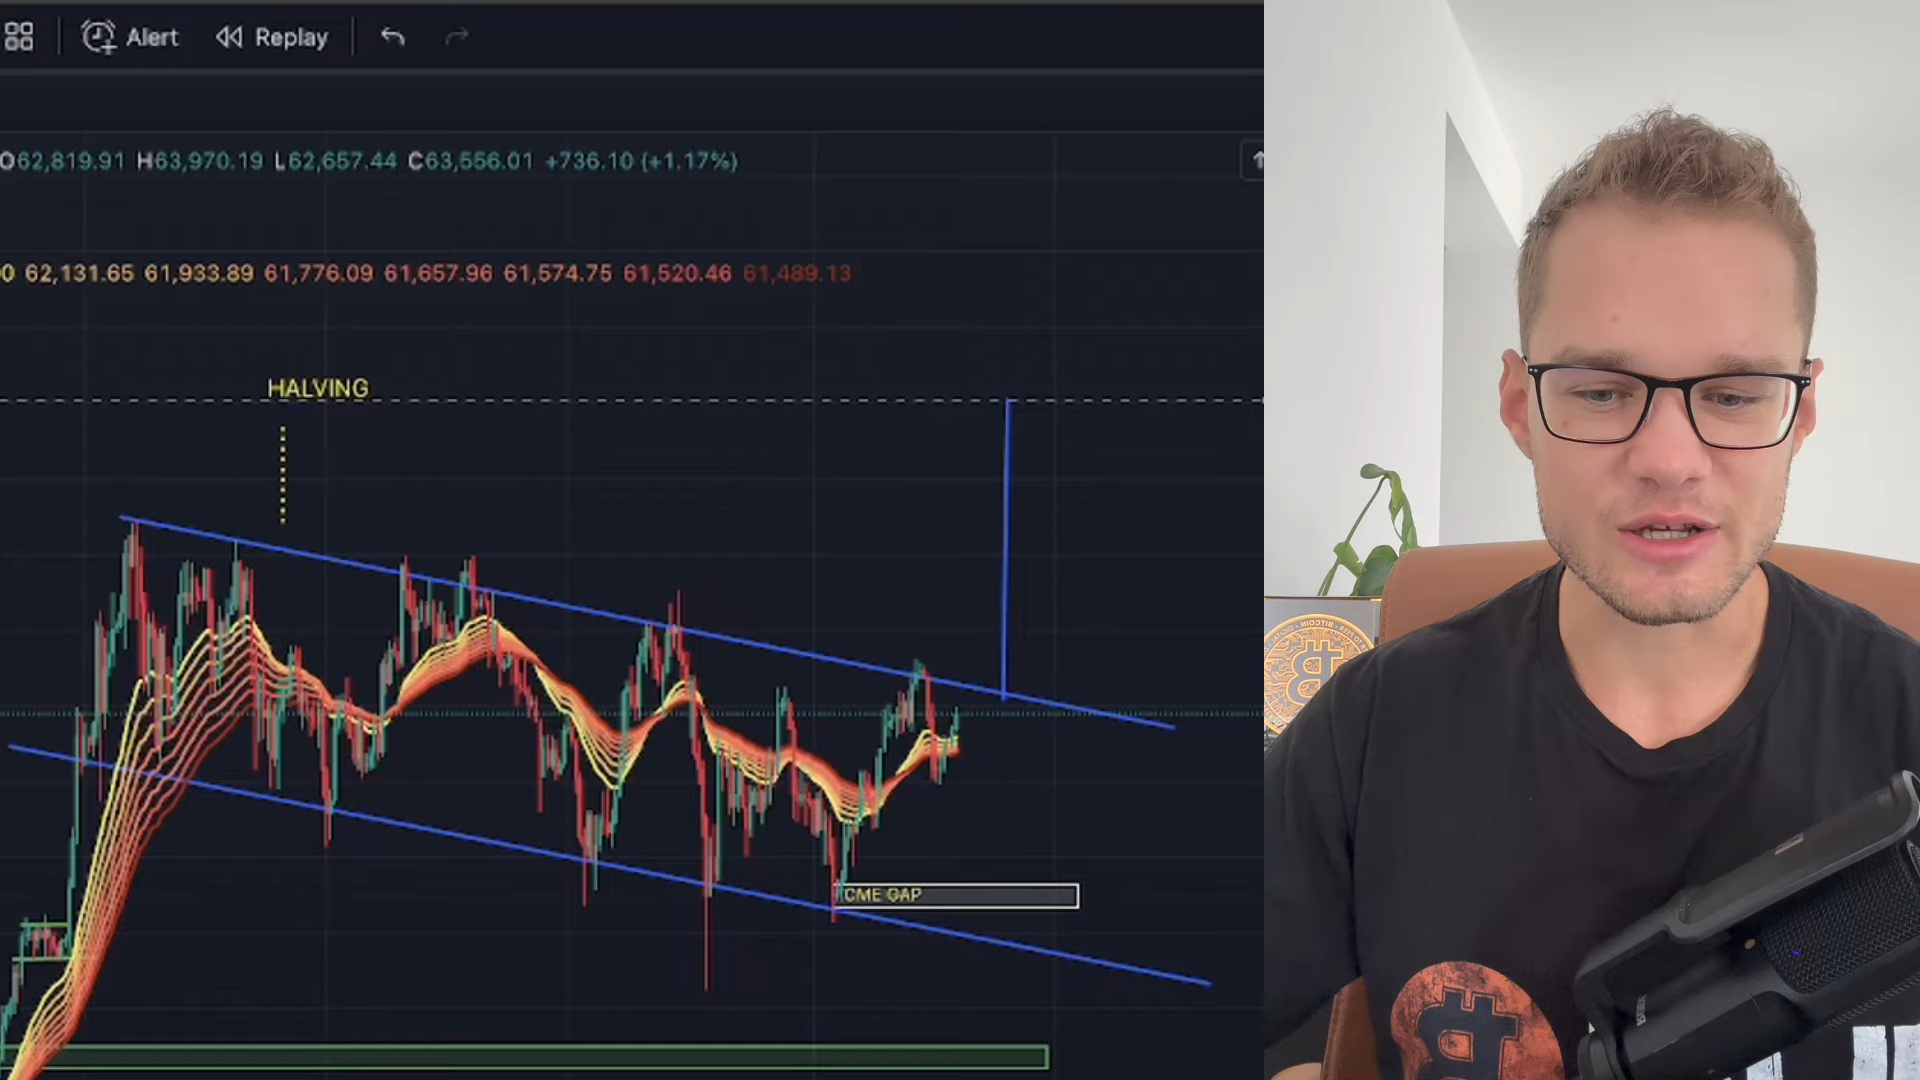 Alert Replay
O62,819.91 H63,970.19 L62,657.44 C63,556.01 +736.10 (+1.17%)
0 62,131.65 61,933.89 61,776.09 61,657.96 61,574.75 61,520.46 61,489.13
HALVING
CME GAP